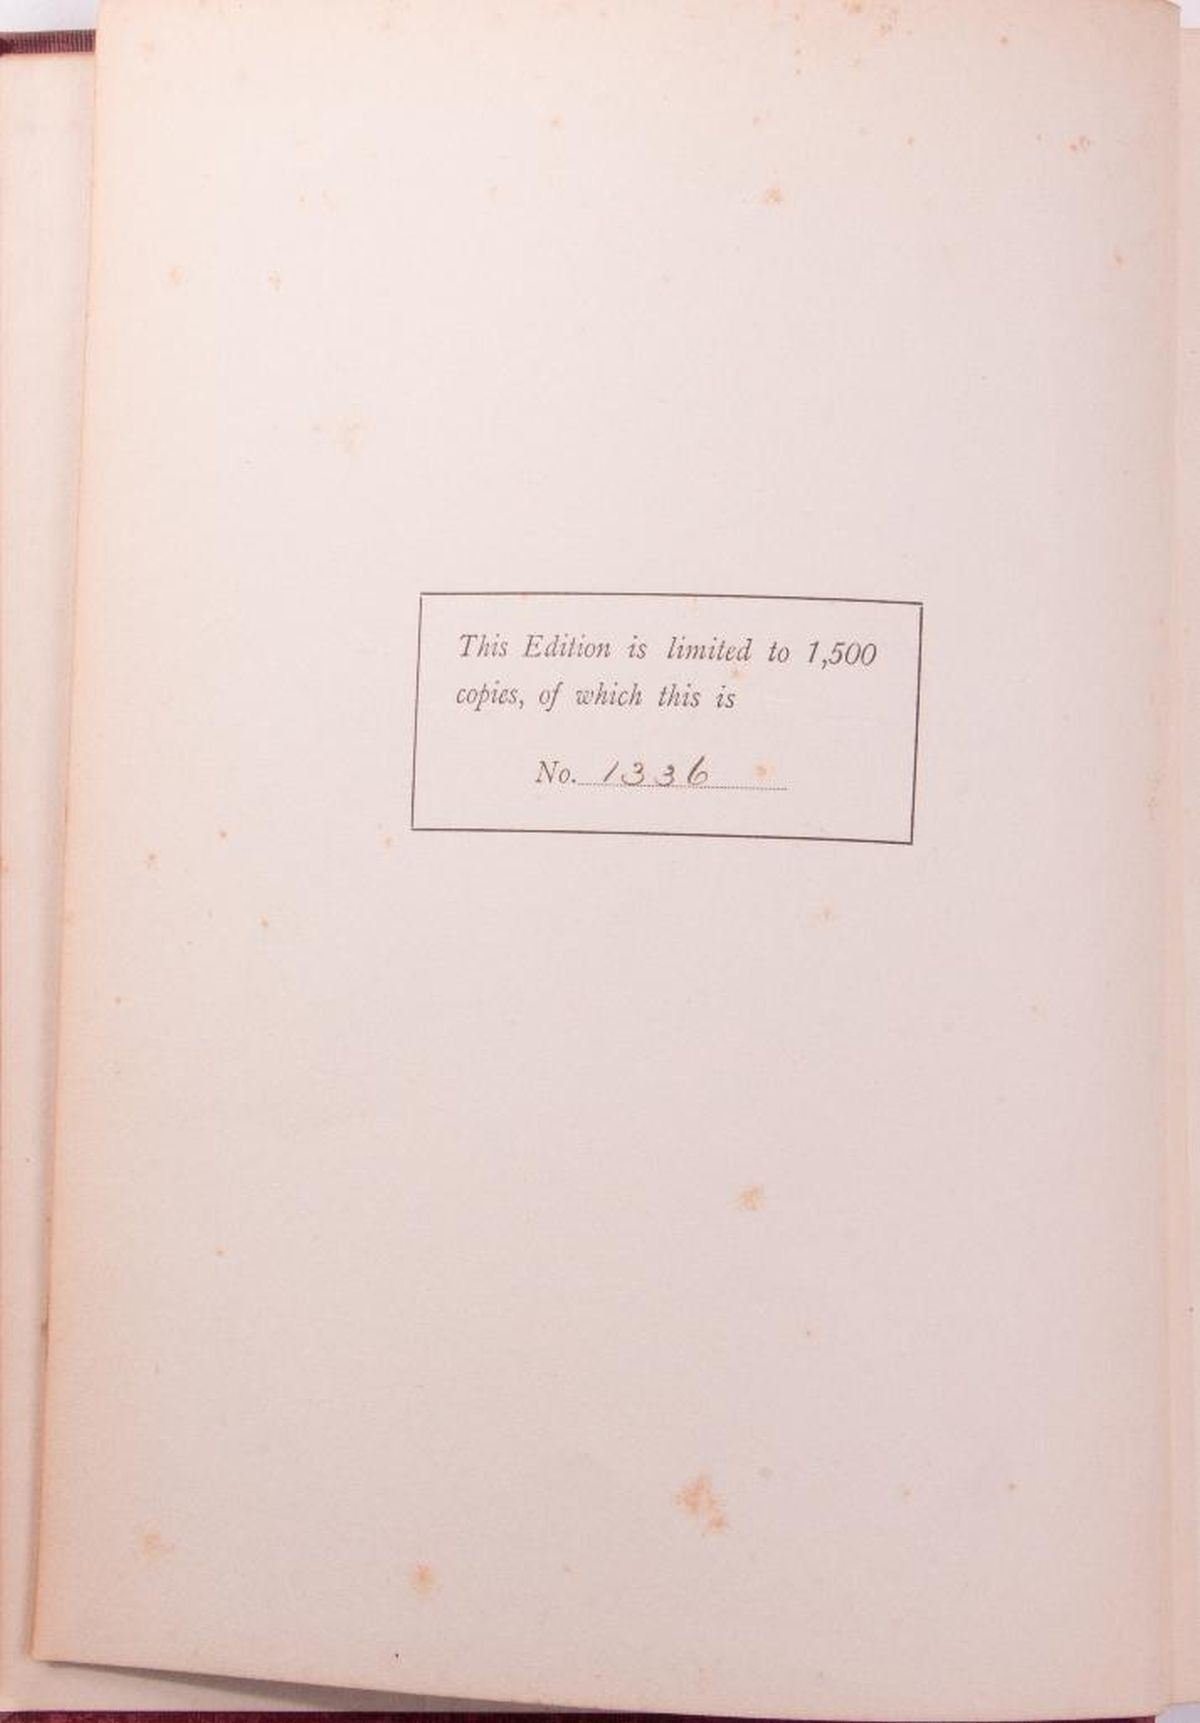 This Edition is limited to 1,500
copies, of which this is
No. 1336